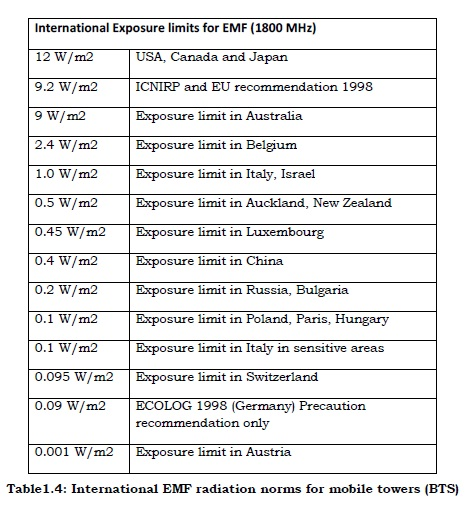 International Exposure limits for EMF (1800 MHz)
12 W/m2 USA, Canada and Japan
9.2 W/m2 ICNIRP and EU recommendation 1998
9 W/m2 Exposure limit in Australia
2.4 W/m2 Exposure limit in Belgium
1.0 W/m2 Exposure limit in Italy, Israel
0.5 W/m2 Exposure limit in Auckland, New Zealand
0.45 W/m2 Exposure limit in Luxembourg
0.4 W/m2 Exposure limit in China
0.2 W/m2 Exposure limit in Russia, Bulgaria
0.1 W/m2 Exposure limit in Poland, Paris, Hungary
0.1 W/m2 Exposure limit in Italy in sensitive areas
0.095 W/m2 Exposure limit in Switzerland
0.09 W/m2 ECOLOG 1998 (Germany) Precaution
recommendation only
0.001 W/m2 Exposure limit in Austria
Table1.4: International EMF radiation norms for mobile towers (BTS)